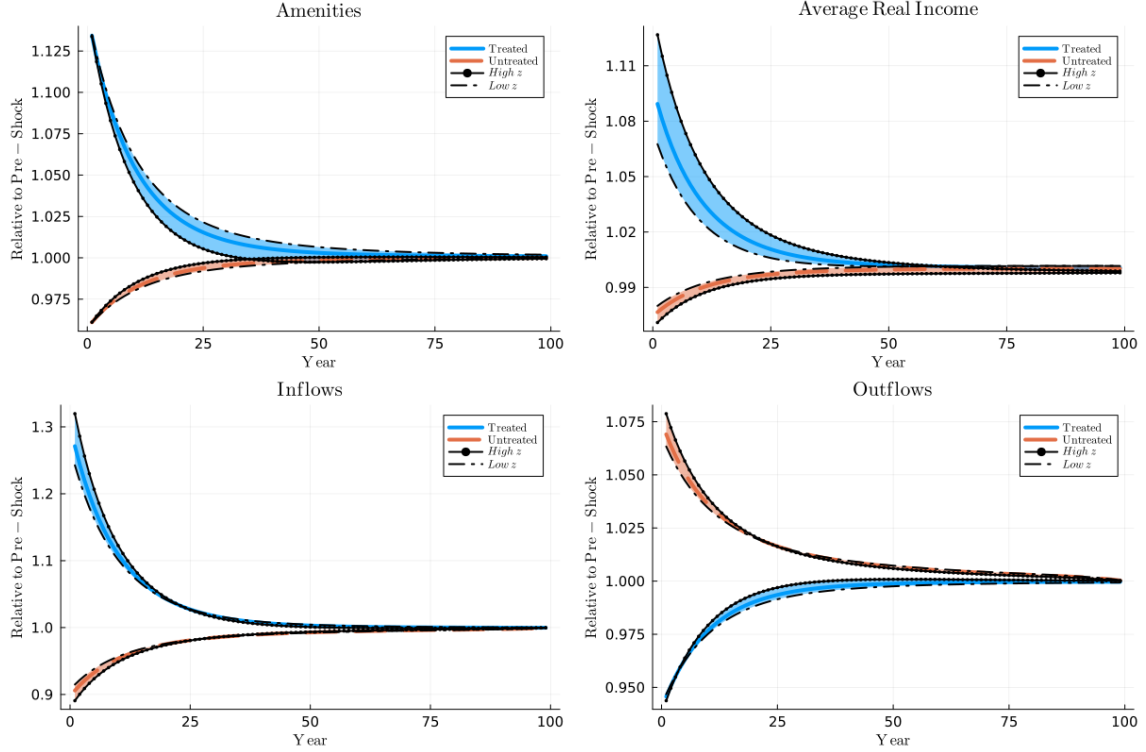 Amenities
Relative to Pre − Shock
1.125
1.100
1.075
1.050
1.025
1.000
0.975
0
25
50
75
100
Year
Treated
Untreated
High z
Low z
Average Real Income
Relative to Pre − Shock
1.11
1.08
1.05
1.02
0.99
0
25
50
75
100
Year
Treated
Untreated
High z
Low z
Inflows
Relative to Pre − Shock
1.3
1.2
1.1
1.0
0.9
0
25
50
75
100
Year
Treated
Untreated
High z
Low z
Outflows
Relative to Pre − Shock
1.075
1.050
1.025
1.000
0.975
0.950
0
25
50
75
100
Year
Treated
Untreated
High z
Low z